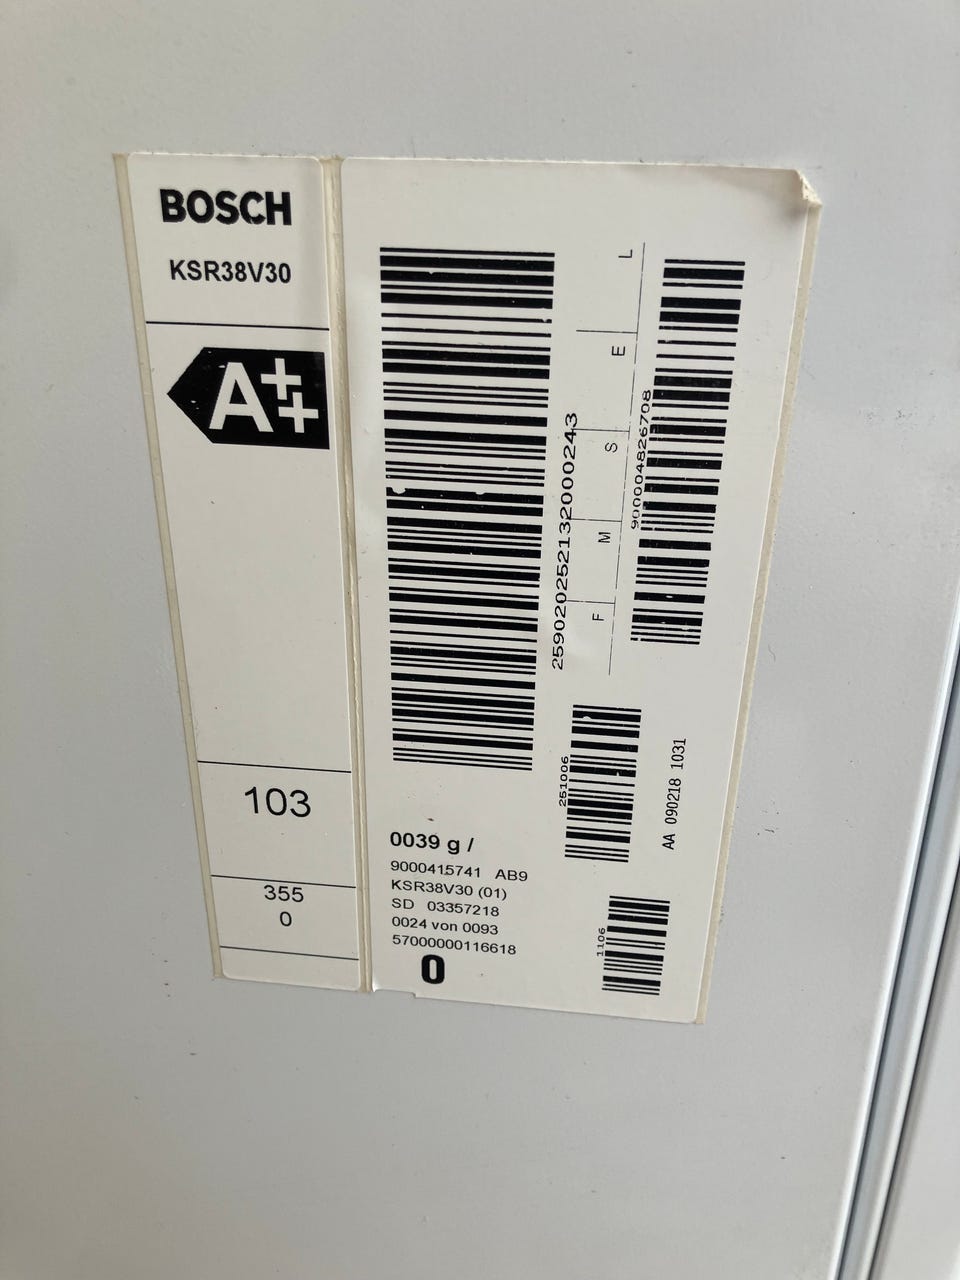 BOSCH
KSR38V30
A++
103
355
0
259020252132000243
L
E
S
M
F
9000004826708
251006
AA 090218 1031
0039 g /
9000415741 AB9
KSR38V30 (01)
SD 03357218
0024 von 0093
57000000116618
0
1106